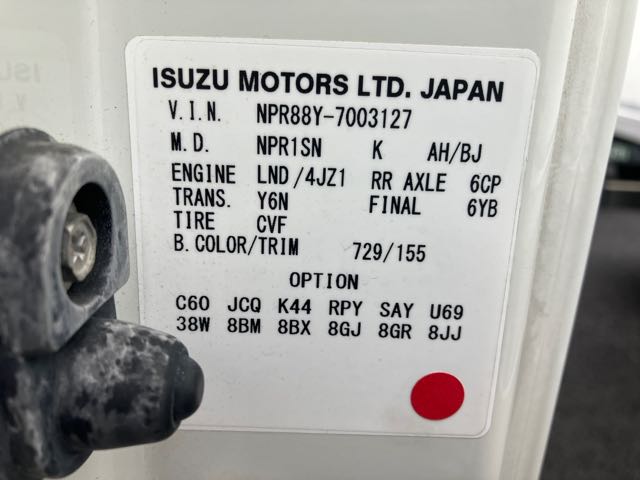 ISUZU MOTORS LTD. JAPAN
V.I.N. NPR88Y-7003127
M.D. NPR1SN K AH/BJ
ENGINE LND/4JZ1 RR AXLE 6CP
TRANS. Y6N FINAL 6YB
TIRE CVF
B.COLOR/TRIM 729/155
OPTION
C60 JCQ K44 RPY SAY U69
38W 8BM 8BX 8GJ 8GR 8JJ